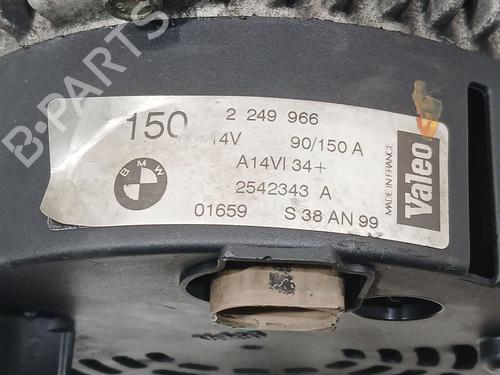 B-PARTS
150 2 249 966
14V 90/150 A
BMW
A14VI 34+
2542343 A
01659 S 38 AN 99
MADE IN FRANCE
Valeo